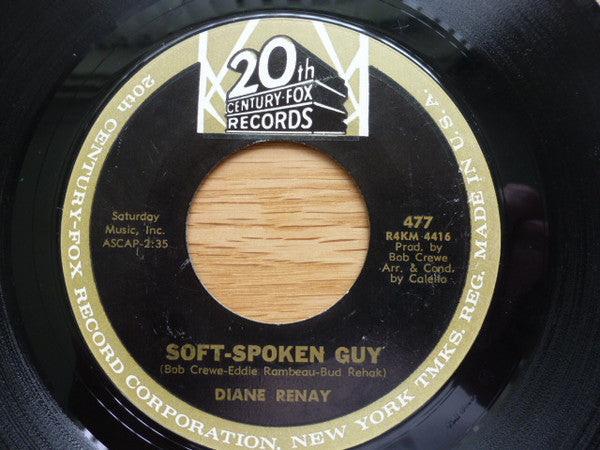 20th
CENTURY-FOX
RECORDS
Saturday
Music, Inc.
ASCAP-2:35
477
R4KM 4416
Prod. by
Bob Crewe
Arr. & Cond.
by Calello
SOFT-SPOKEN GUY
(Bob Crewe-Eddie Rambeau-Bud Rehak)
DIANE RENAY
20th CENTURY-FOX RECORD CORPORATION, NEW YORK TMKS. REG. MADE IN U.S.A.